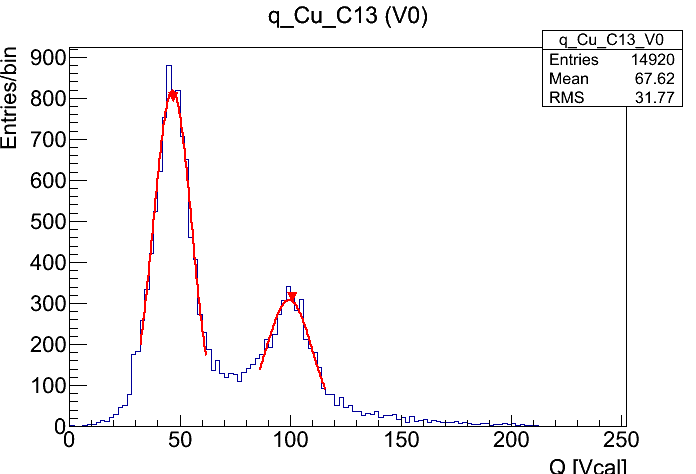 q_Cu_C13 (V0)
q_Cu_C13_V0
Entries 14920
Mean 67.62
RMS 31.77
Entries/bin
900
800
700
600
500
400
300
200
100
0
0 50 100 150 200 250
Q [Vcal]